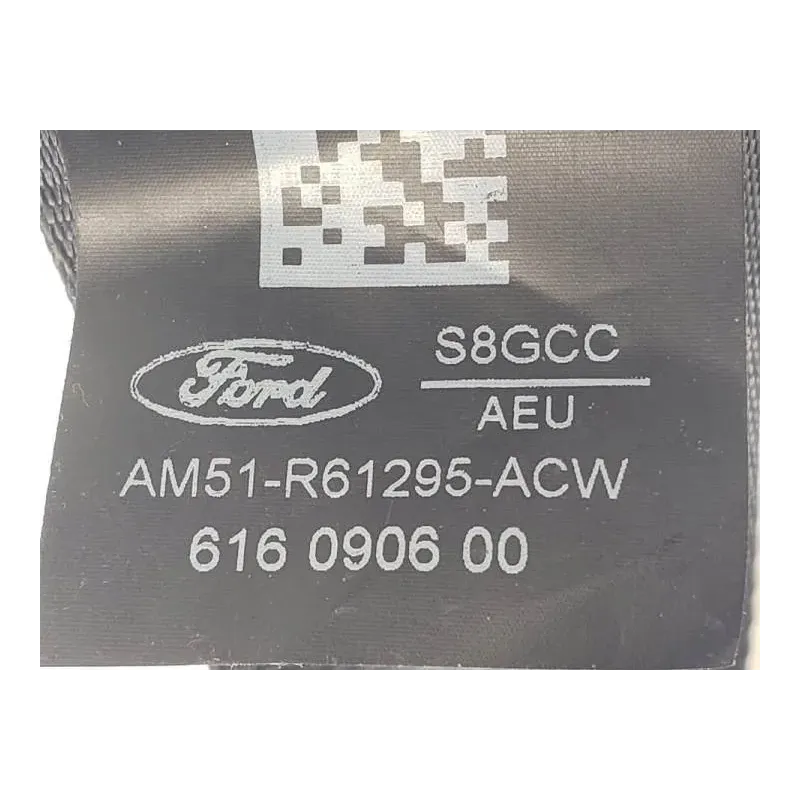 Ford
S8GCC
AEU
AM51-R61295-ACW
616 0906 00